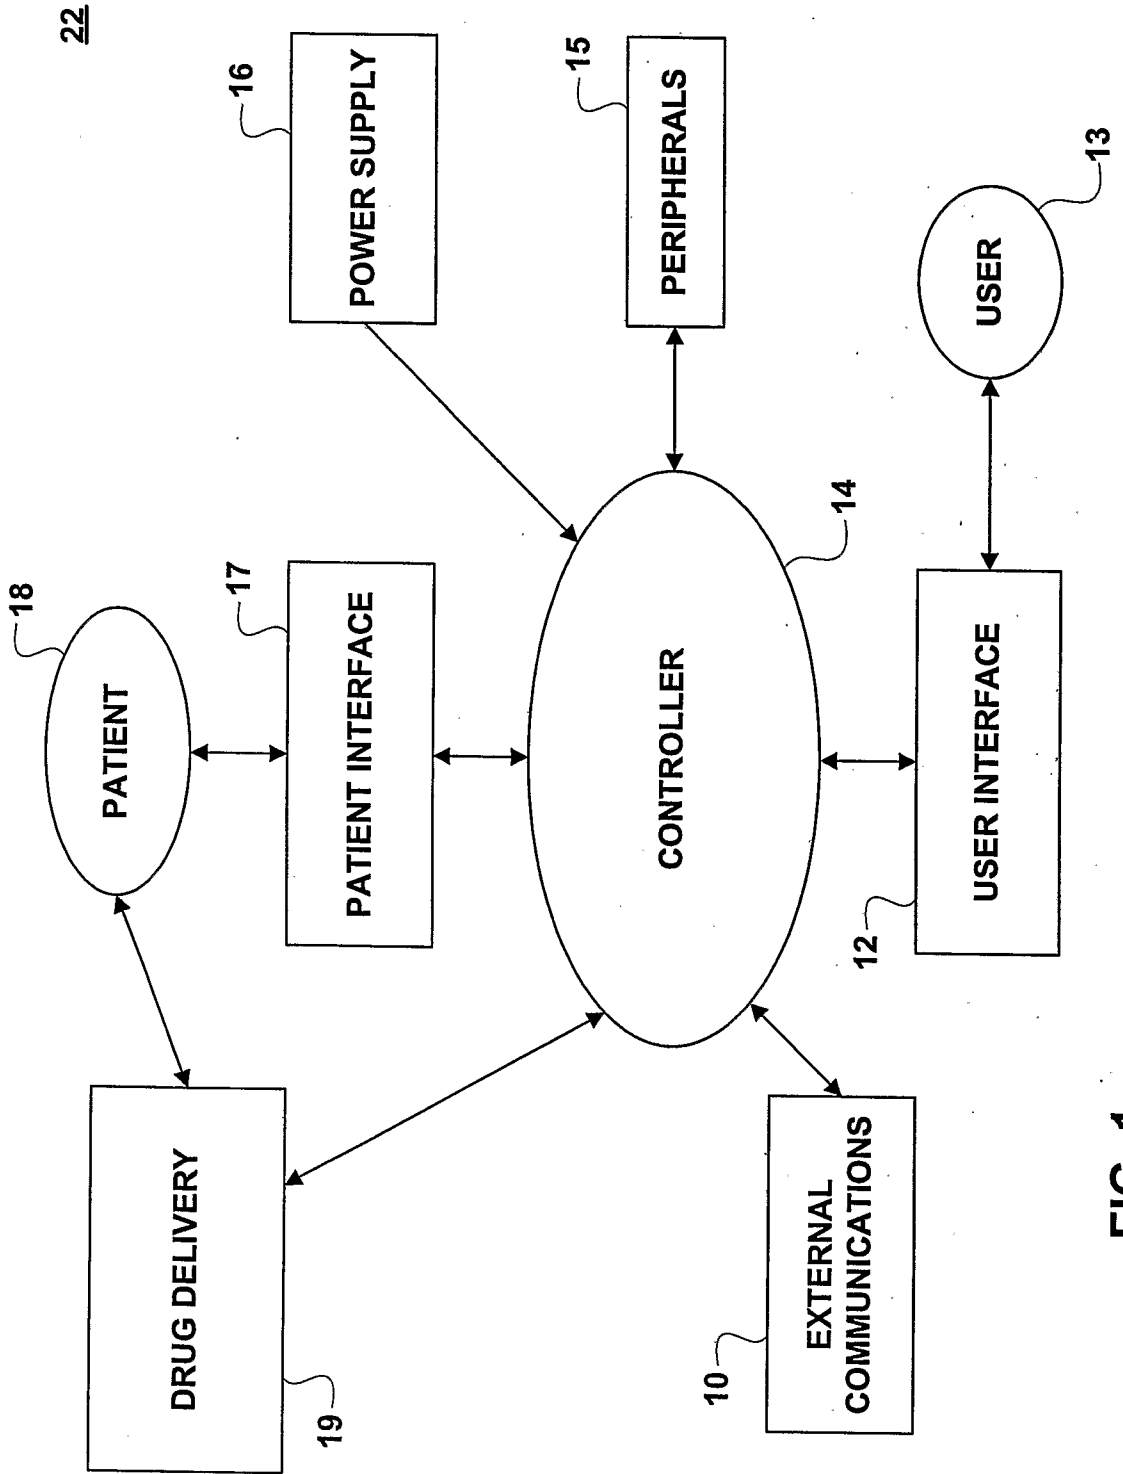 22
18
PATIENT
DRUG DELIVERY
19
17
PATIENT INTERFACE
16
POWER SUPPLY
CONTROLLER
14
15
PERIPHERALS
10
EXTERNAL
COMMUNICATIONS
12
USER INTERFACE
USER
13
FIG. 1